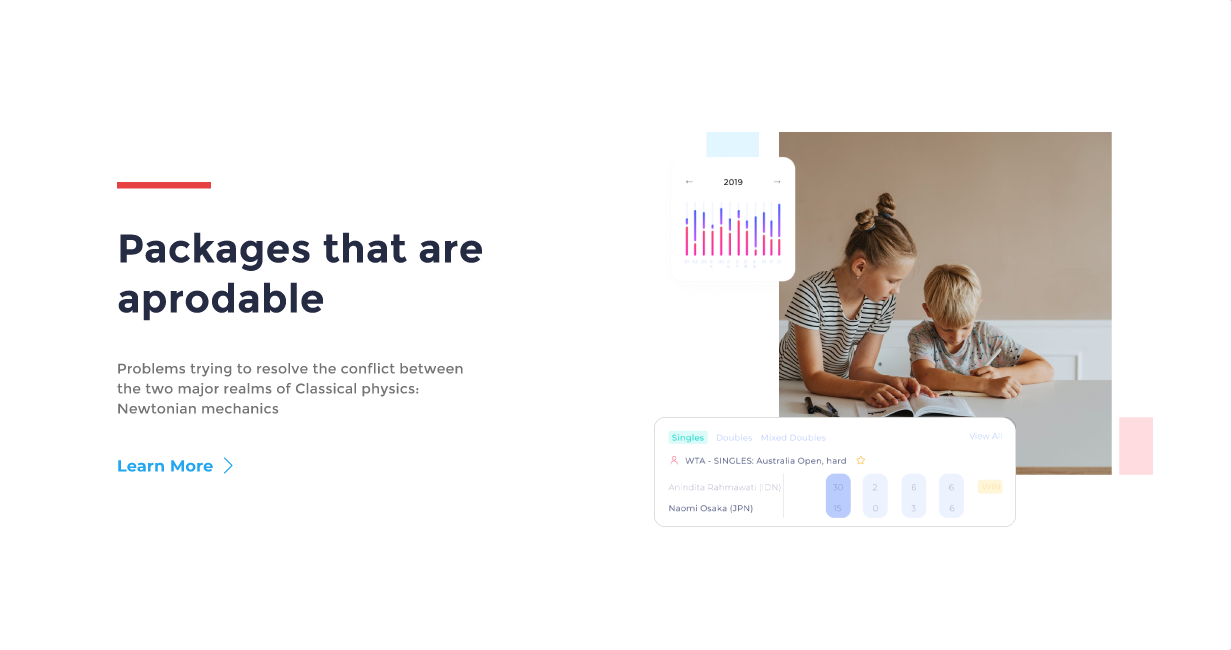 Packages that are
aprodable
Problems trying to resolve the conflict between
the two major realms of Classical physics:
Newtonian mechanics
Learn More
2019
Singles Doubles Mixed Doubles View All
WTA - SINGLES: Australia Open, hard
Anindita Rahmawati (IDN) 30 2 6 6 WIN
Naomi Osaka (JPN) 15 0 3 6